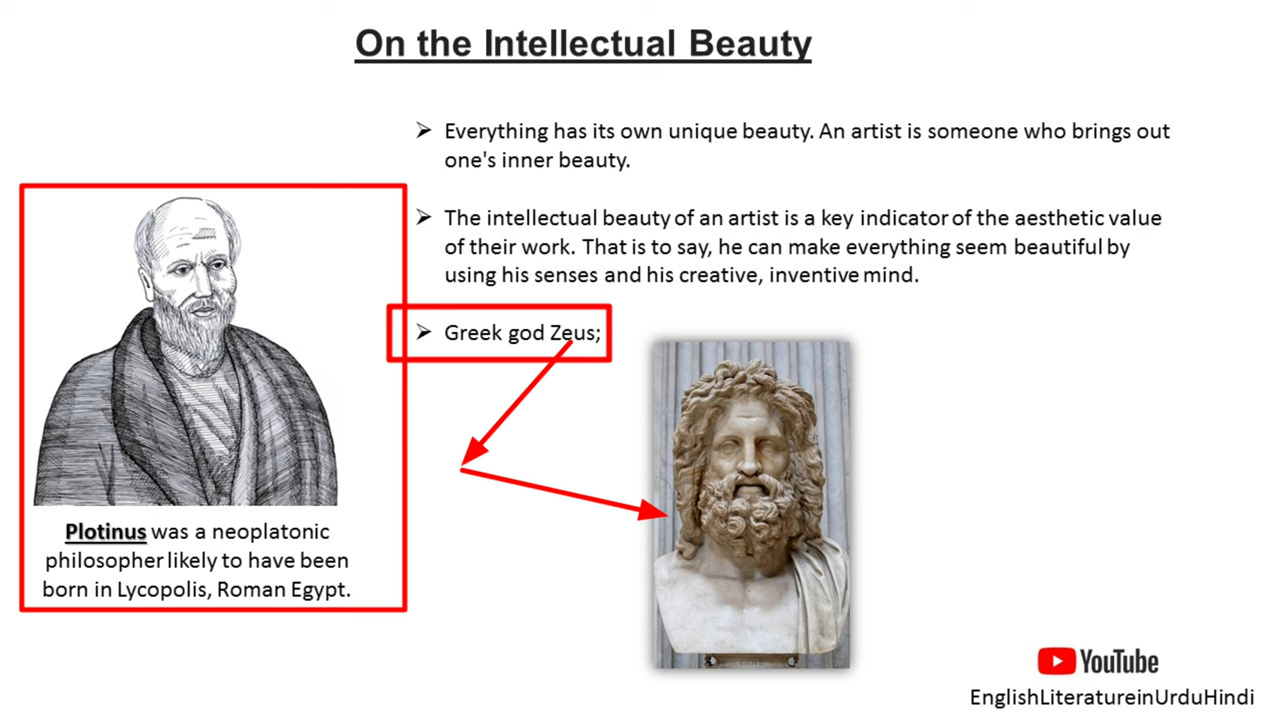 On the Intellectual Beauty
➢ Everything has its own unique beauty. An artist is someone who brings out
one's inner beauty.
➢ The intellectual beauty of an artist is a key indicator of the aesthetic value
of their work. That is to say, he can make everything seem beautiful by
using his senses and his creative, inventive mind.
➢ Greek god Zeus;
Plotinus was a neoplatonic
philosopher likely to have been
born in Lycopolis, Roman Egypt.
YouTube
EnglishLiteratureinUrduHindi